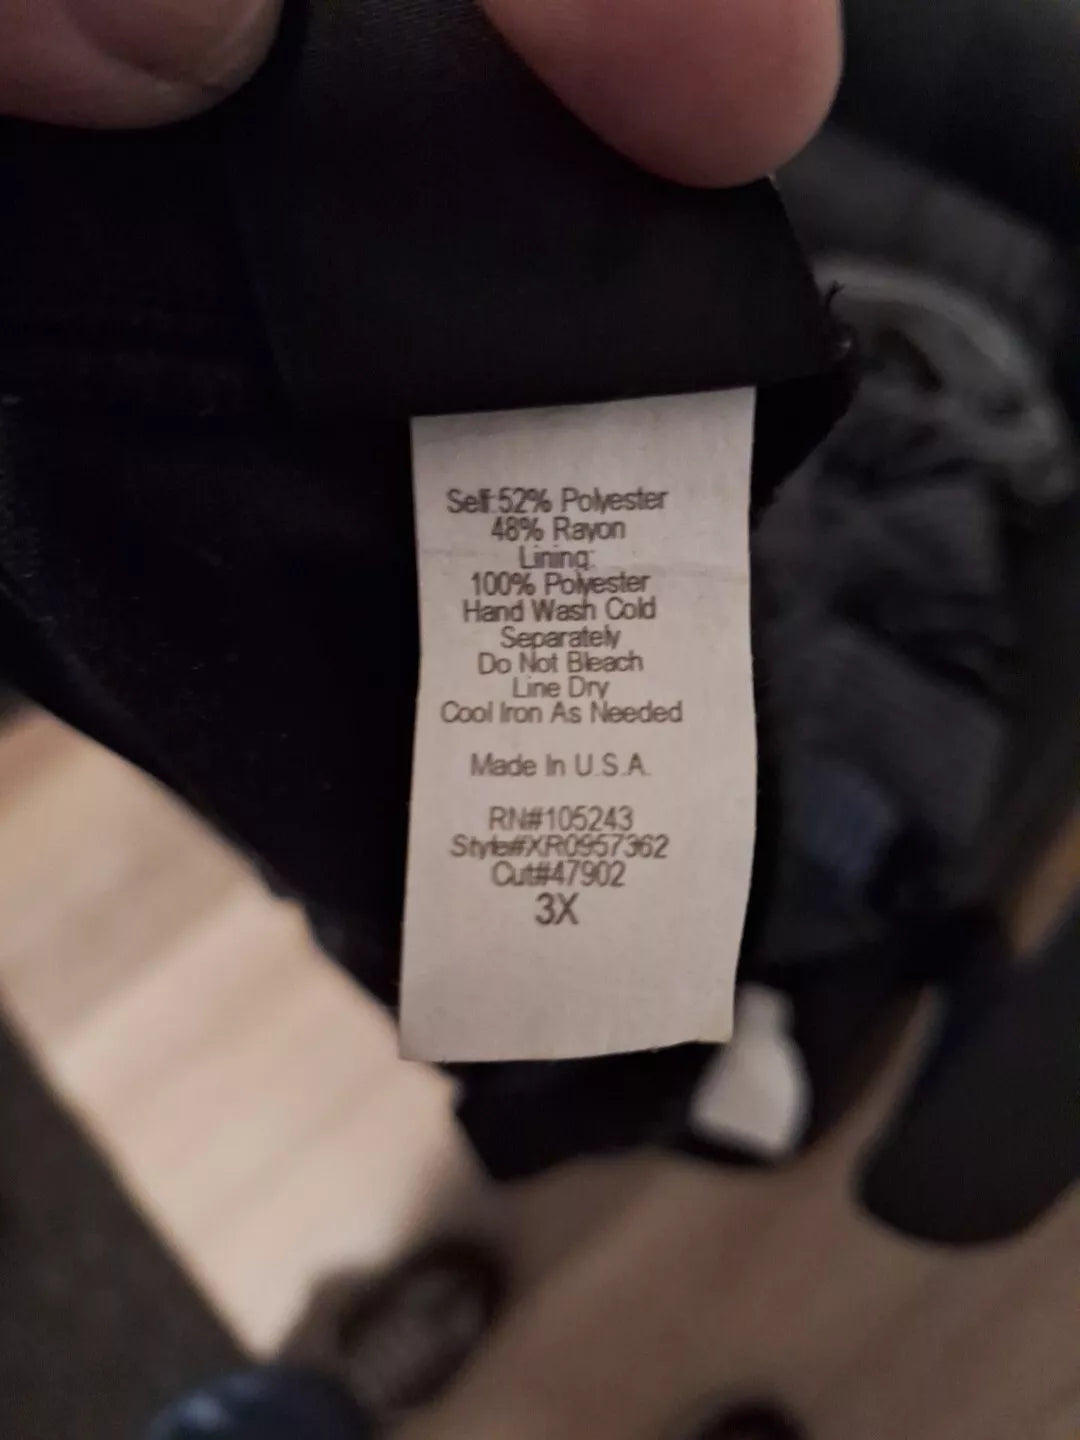 Self:52% Polyester
48% Rayon
Lining:
100% Polyester
Hand Wash Cold
Separately
Do Not Bleach
Line Dry
Cool Iron As Needed
Made In U.S.A.
RN#105243
Style#XR0957362
Cut#47902
3X